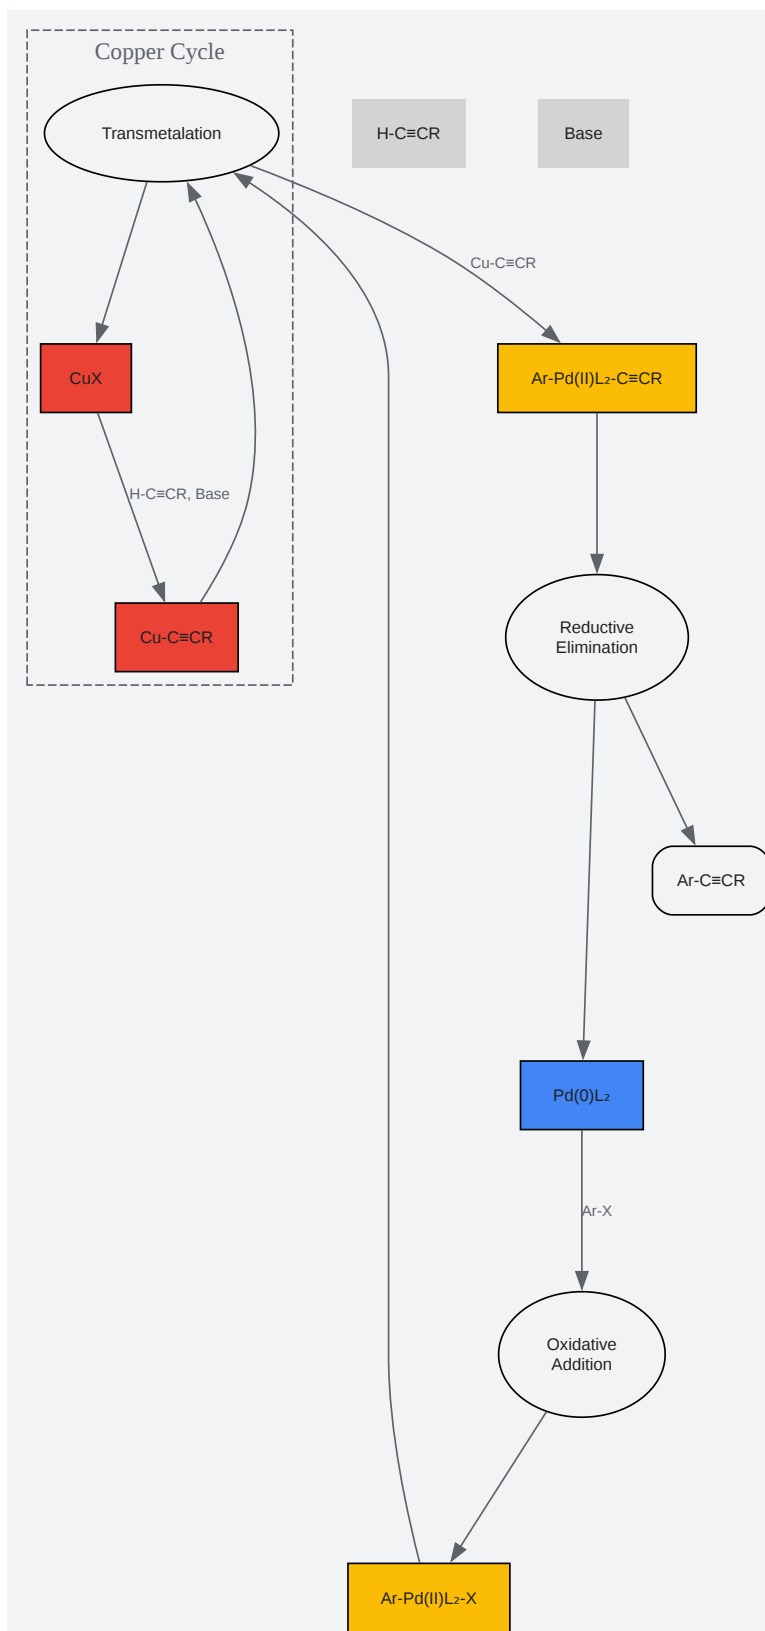 Copper Cycle
Transmetalation
H-C≡CR
Base
Cu-C≡CR
CuX
Ar-Pd(II)L₂-C≡CR
H-C≡CR, Base
Reductive
Elimination
Cu-C≡CR
Ar-C≡CR
Pd(0)L₂
Ar-X
Oxidative
Addition
Ar-Pd(II)L₂-X